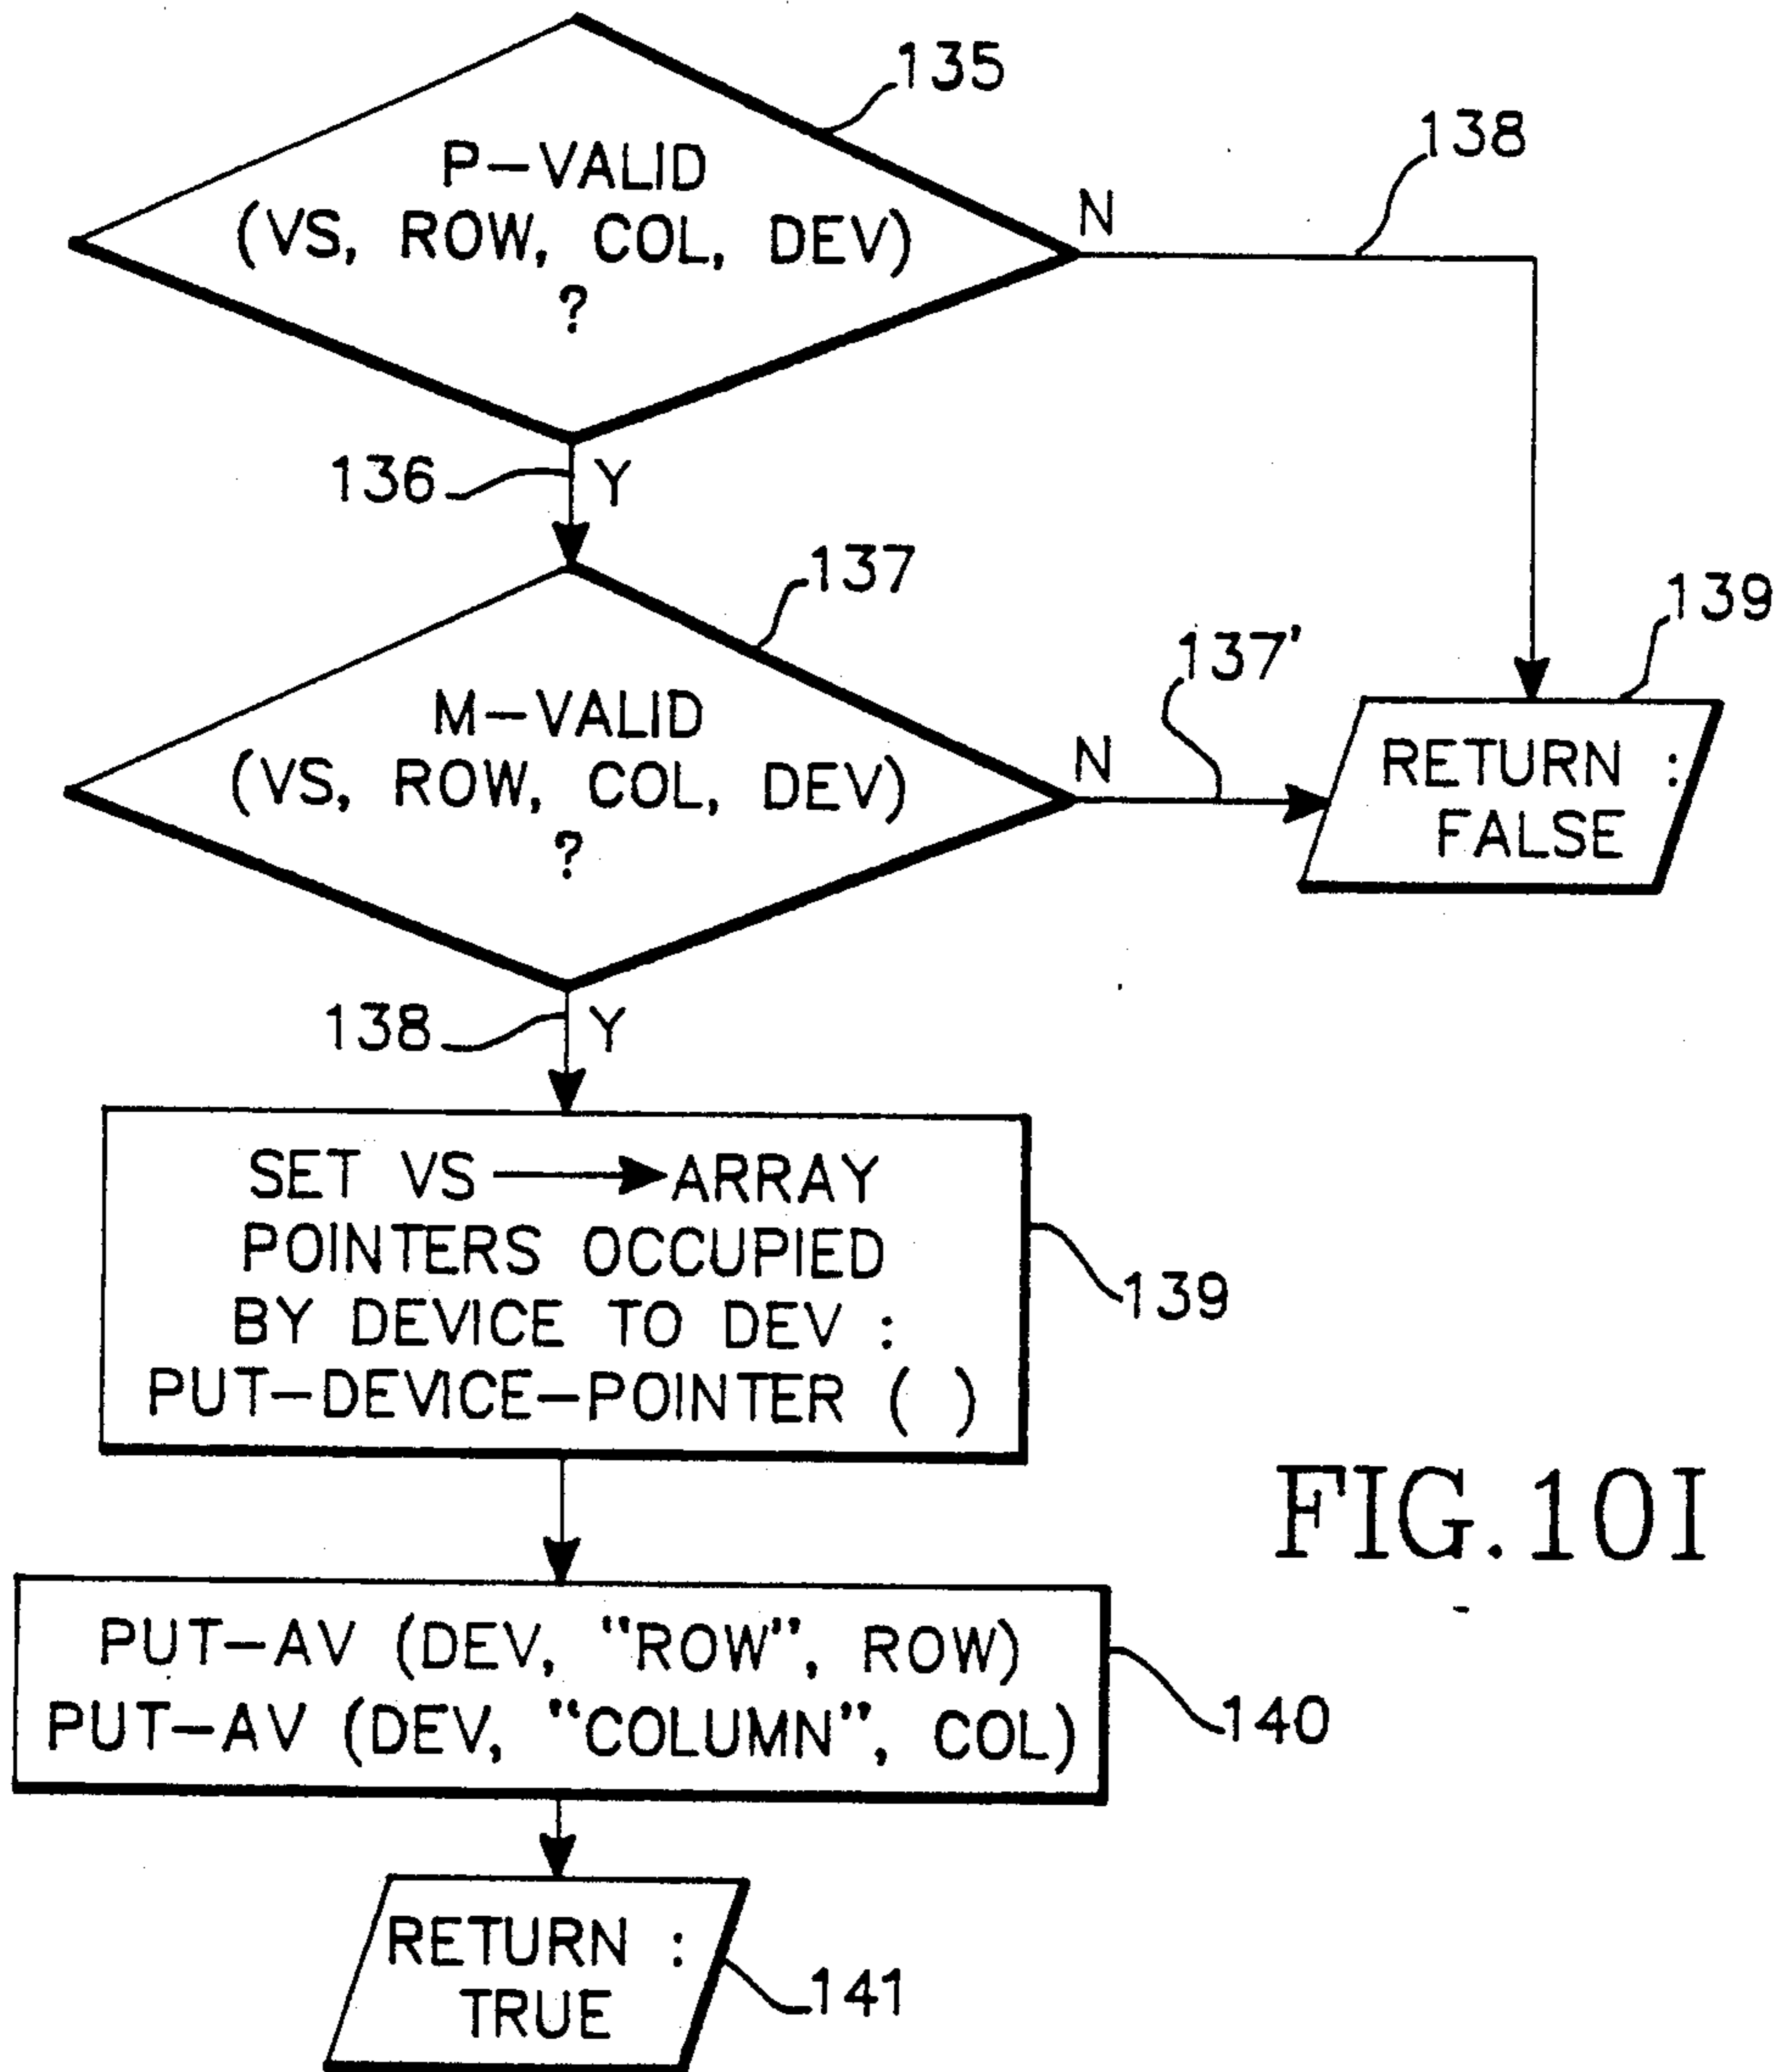 135
P-VALID
(VS, ROW, COL, DEV)
?
N
138
136
Y
137
M-VALID
(VS, ROW, COL, DEV)
?
N
137'
139
RETURN :
FALSE
138
Y
SET VS → ARRAY
POINTERS OCCUPIED
BY DEVICE TO DEV :
PUT-DEVICE-POINTER ( )
139
FIG. 10I
PUT-AV (DEV, "ROW", ROW)
PUT-AV (DEV, "COLUMN", COL)
140
RETURN :
TRUE
141